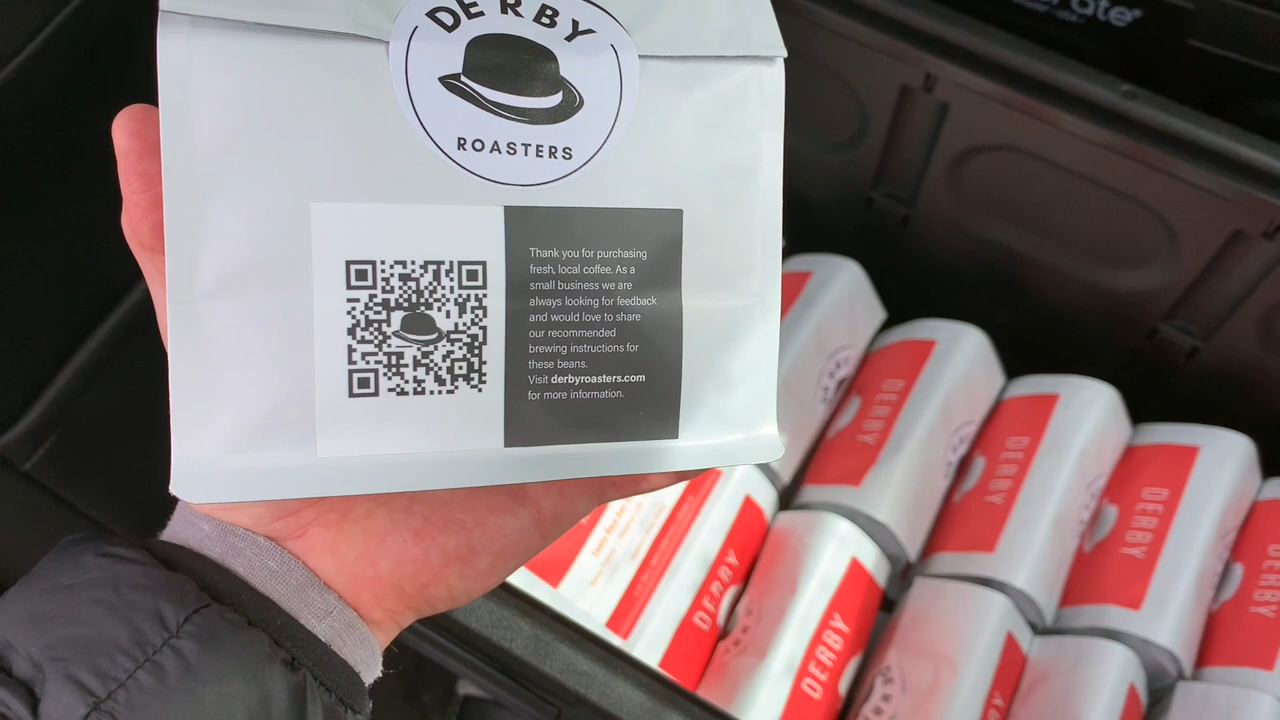 DERBY
ROASTERS
Thank you for purchasing
fresh, local coffee. As a
small business we are
always looking for feedback
and would love to share
our recommended
brewing instructions for
these beans.
Visit derbyroasters.com
for more information.
DERBY
DERBY
DERBY
DERBY
DERBY
DERBY